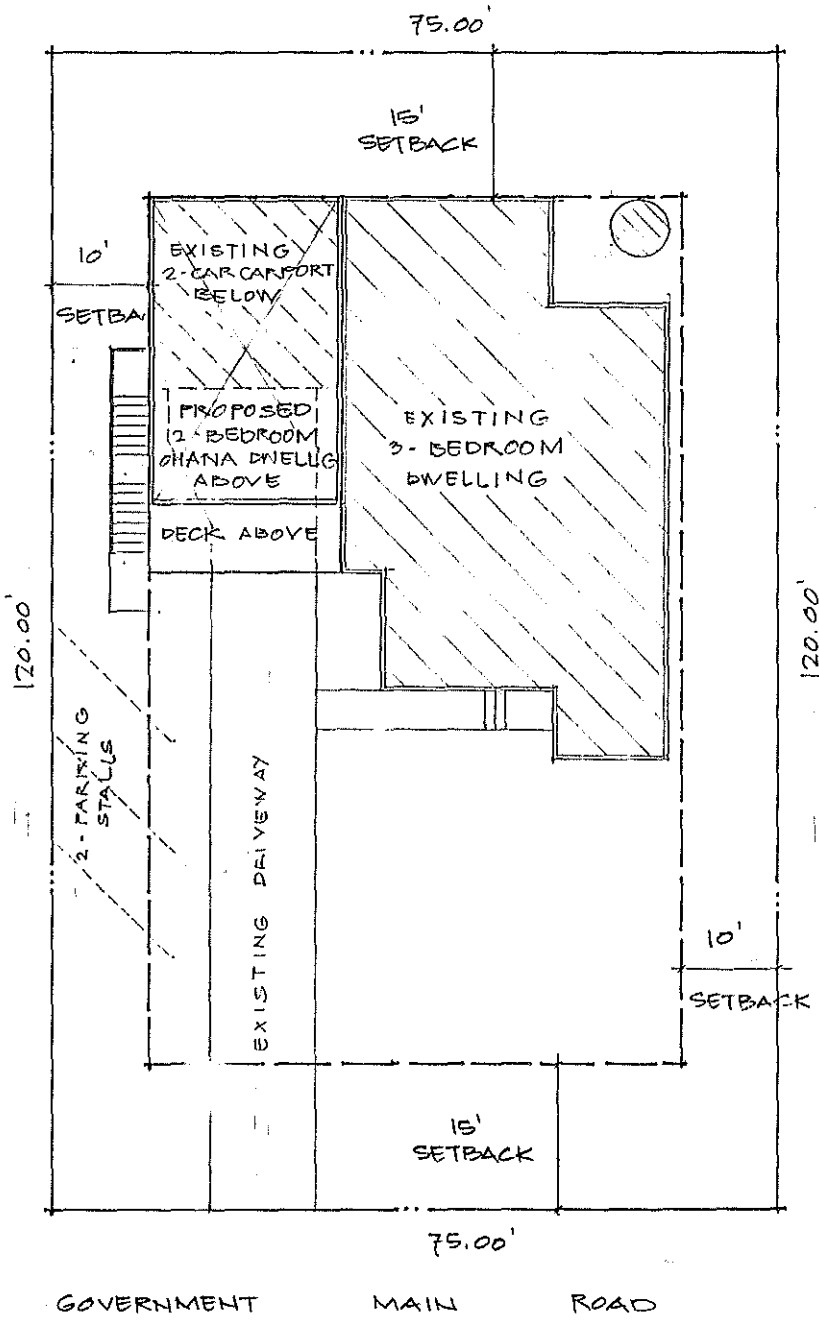 75.00'
15'
SETBACK
10'
SETBA
EXISTING
2-CAR CARPORT
BELOW
PROPOSED
2-BEDROOM
OHANA DWELLG
ABOVE
DECK ABOVE
EXISTING
3-BEDROOM
DWELLING
120.00'
120.00'
2-PARKING
STALLS
EXISTING DRIVEWAY
10'
SETBACK
15'
SETBACK
75.00'
GOVERNMENT MAIN ROAD